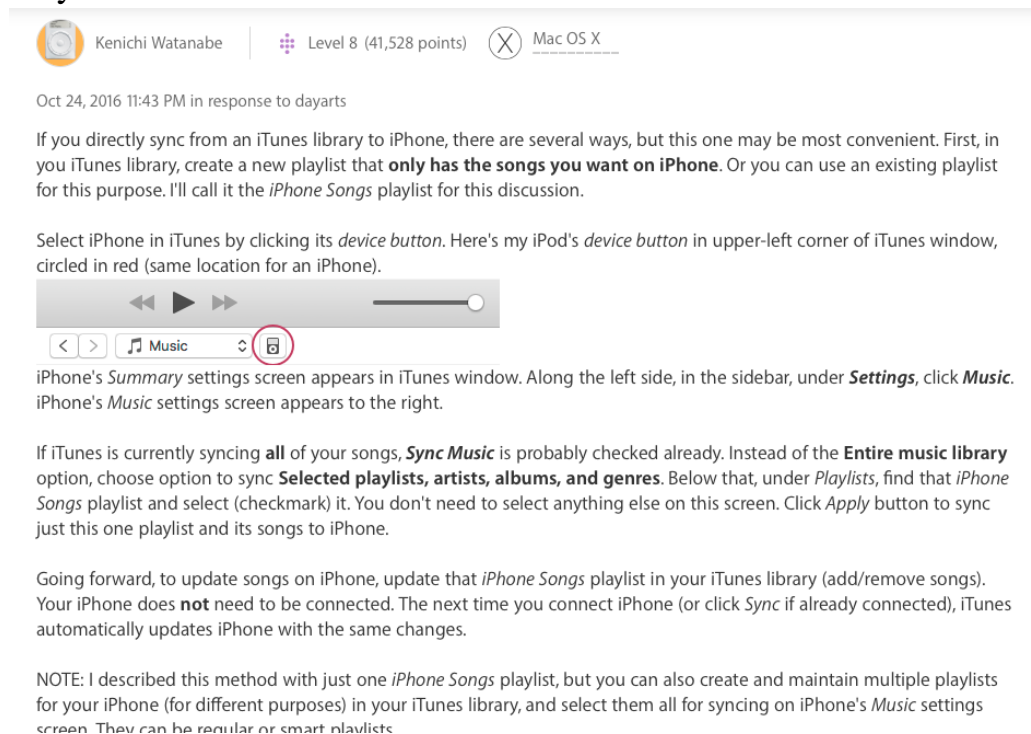 Kenichi Watanabe Level 8 (41,528 points) Mac OS X
Oct 24, 2016 11:43 PM in response to dayarts
If you directly sync from an iTunes library to iPhone, there are several ways, but this one may be most convenient. First, in
you iTunes library, create a new playlist that only has the songs you want on iPhone. Or you can use an existing playlist
for this purpose. I'll call it the iPhone Songs playlist for this discussion.
Select iPhone in iTunes by clicking its device button. Here's my iPod's device button in upper-left corner of iTunes window,
circled in red (same location for an iPhone).
Music
iPhone's Summary settings screen appears in iTunes window. Along the left side, in the sidebar, under Settings, click Music.
iPhone's Music settings screen appears to the right.
If iTunes is currently syncing all of your songs, Sync Music is probably checked already. Instead of the Entire music library
option, choose option to sync Selected playlists, artists, albums, and genres. Below that, under Playlists, find that iPhone
Songs playlist and select (checkmark) it. You don't need to select anything else on this screen. Click Apply button to sync
just this one playlist and its songs to iPhone.
Going forward, to update songs on iPhone, update that iPhone Songs playlist in your iTunes library (add/remove songs).
Your iPhone does not need to be connected. The next time you connect iPhone (or click Sync if already connected), iTunes
automatically updates iPhone with the same changes.
NOTE: I described this method with just one iPhone Songs playlist, but you can also create and maintain multiple playlists
for your iPhone (for different purposes) in your iTunes library, and select them all for syncing on iPhone's Music settings
screen. They can be regular or smart playlists.